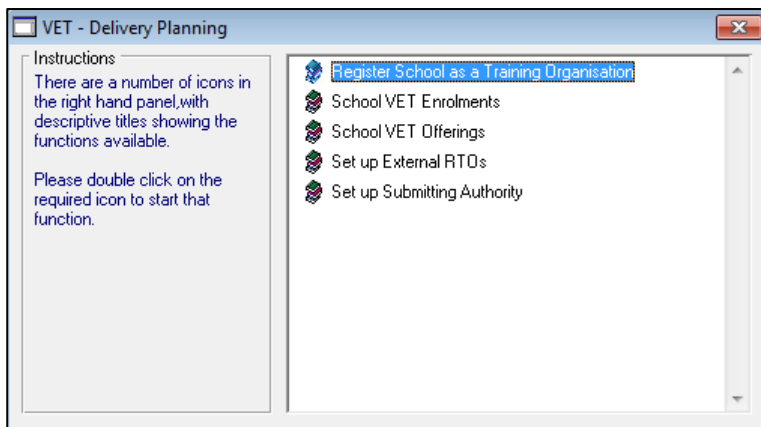 VET - Delivery Planning
Instructions
There are a number of icons in
the right hand panel,with
descriptive titles showing the
functions available.
Please double click on the
required icon to start that
function.
Register School as a Training Organisation
School VET Enrolments
School VET Offerings
Set up External RTOs
Set up Submitting Authority